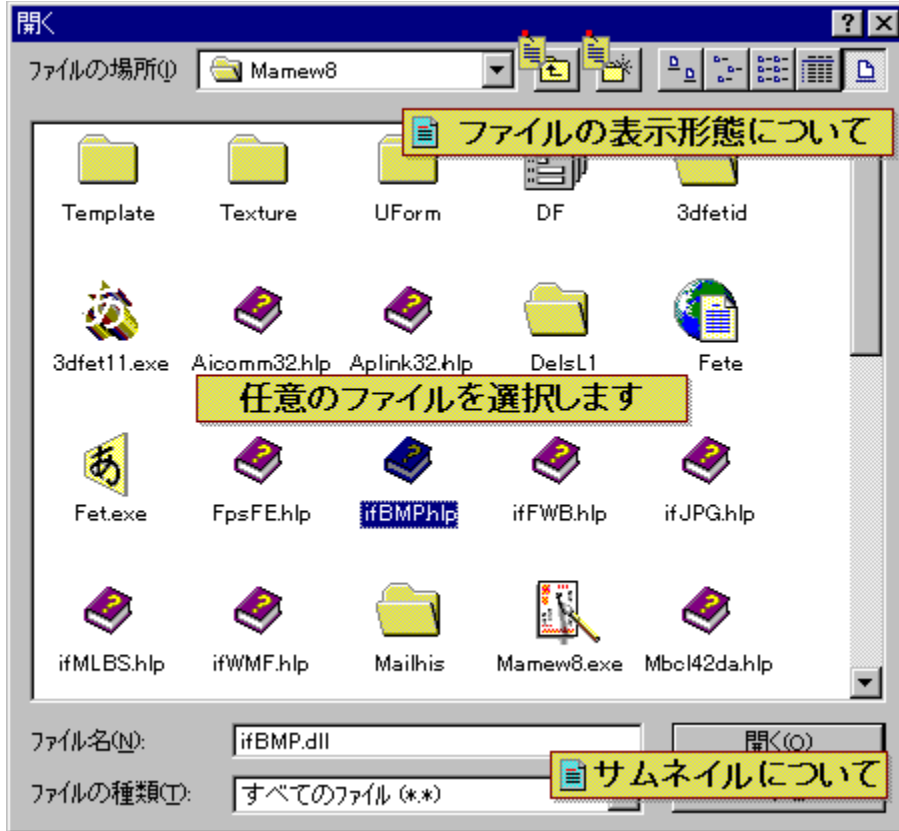 開く
ファイルの場所(I)
Mamew8
ファイルの表示形態について
Template
Texture
UForm
DF
3dfetid
3dfet11.exe
Aicomm32.hlp
Aplink32.hlp
DelsL1
Fete
任意のファイルを選択します
Fet.exe
FpsFE.hlp
ifBMP.hlp
ifFWB.hlp
ifJPG.hlp
ifMLBS.hlp
ifWMF.hlp
Mailhis
Mamew8.exe
Mbcl42da.hlp
ファイル名(N):
ifBMP.dll
開く(O)
サムネイルについて
ファイルの種類(T):
すべてのファイル (*.*)